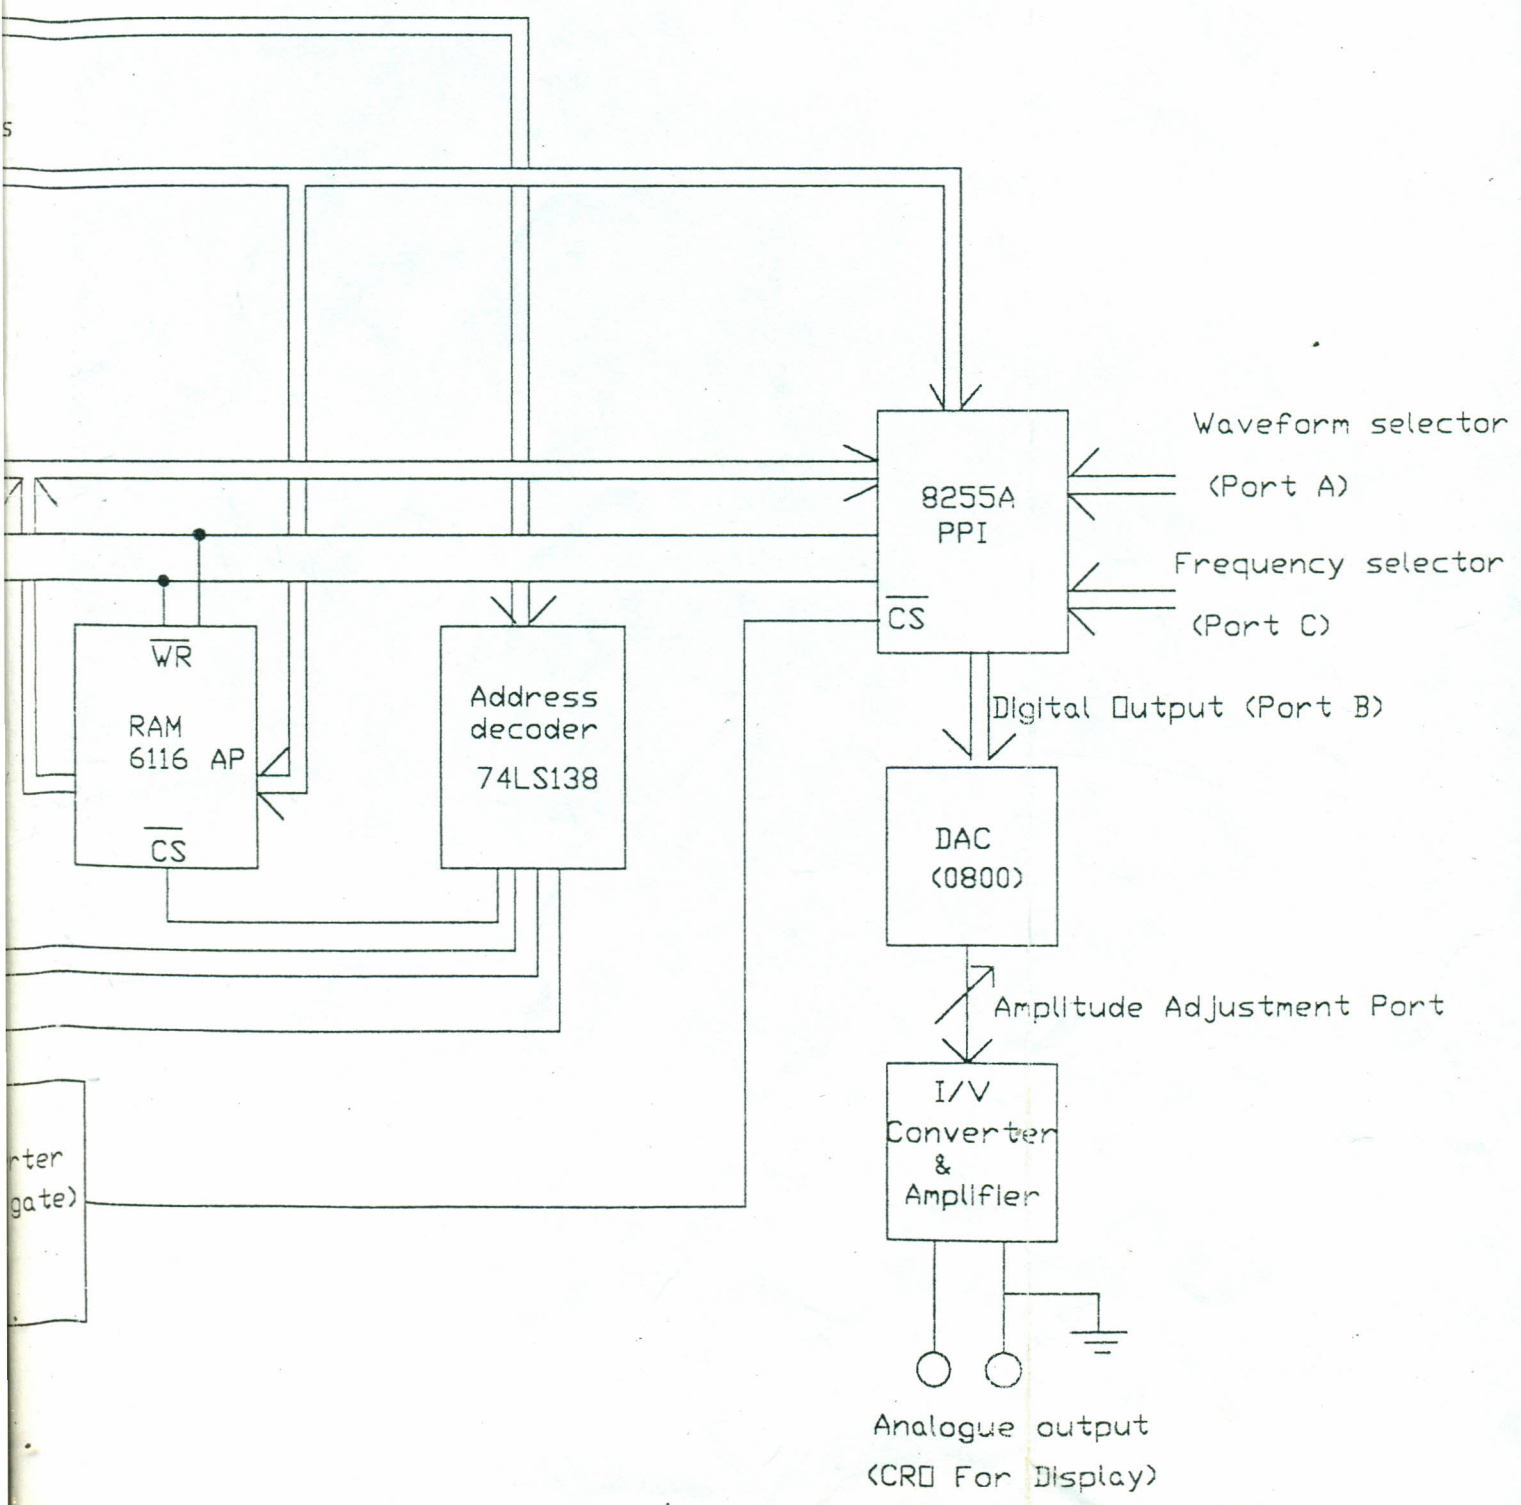 s
Waveform selector
(Port A)
8255A
PPI
Frequency selector
(Port C)
CS
WR
RAM
6116 AP
CS
Address
decoder
74LS138
Digital Output (Port B)
DAC
(0800)
Amplitude Adjustment Port
I/V
Converter
&
Amplifier
rter
gate)
Analogue output
(CRO For Display)